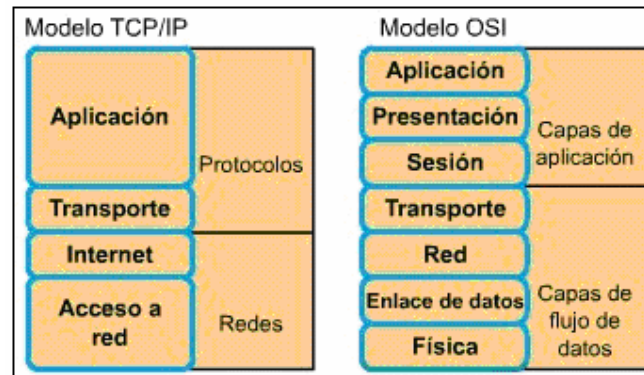 Modelo TCP/IP
Aplicación
Transporte
Internet
Acceso a
red
Protocolos
Redes
Modelo OSI
Aplicación
Presentación
Sesión
Transporte
Red
Enlace de datos
Física
Capas de
aplicación
Capas de
flujo de
datos